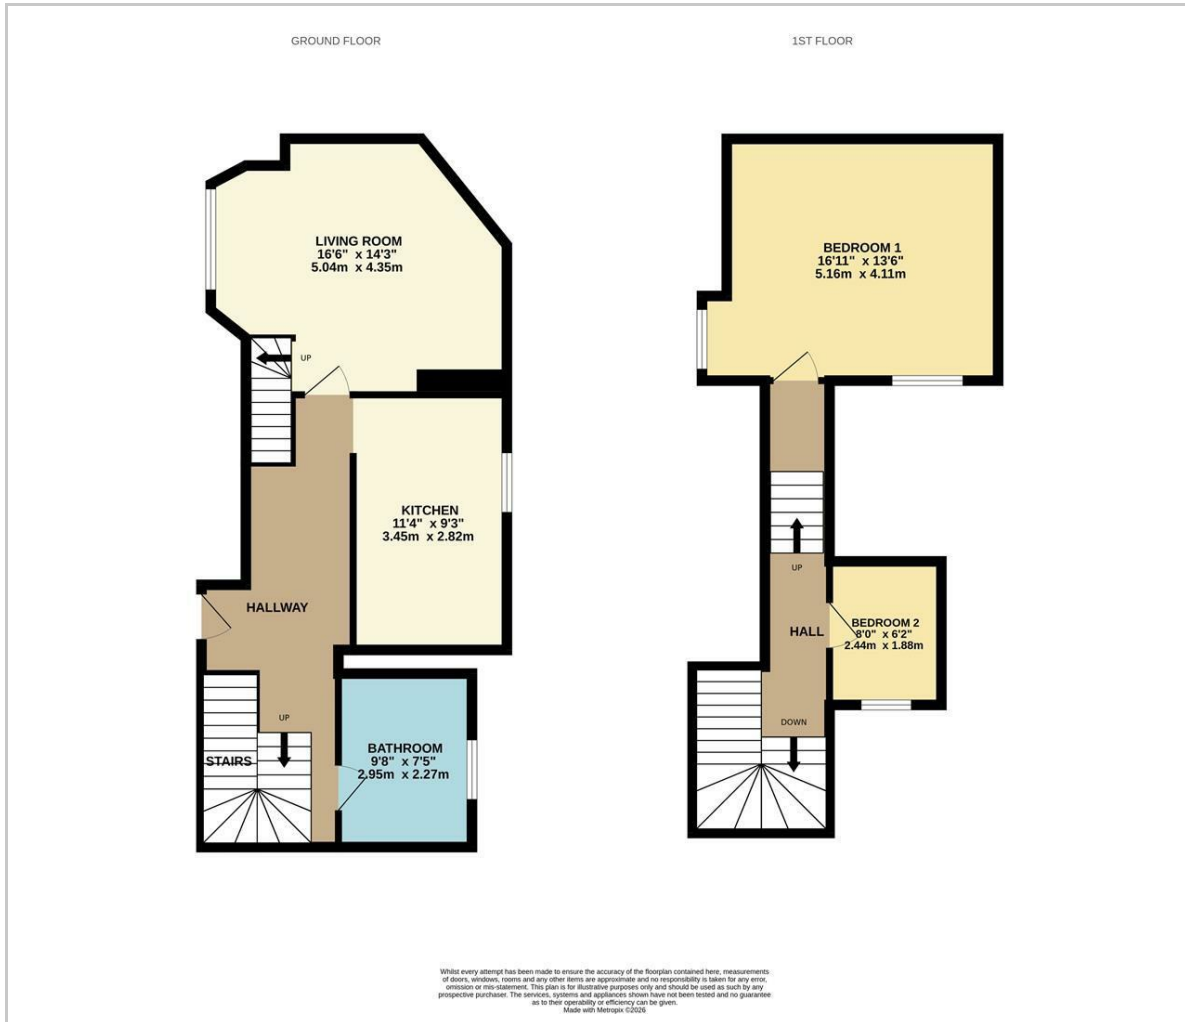 GROUND FLOOR
1ST FLOOR
LIVING ROOM
16'6" x 14'3"
5.04m x 4.35m
UP
KITCHEN
11'4" x 9'3"
3.45m x 2.82m
HALLWAY
UP
STAIRS
BATHROOM
9'8" x 7'5"
2.95m x 2.27m
BEDROOM 1
16'11" x 13'6"
5.16m x 4.11m
UP
HALL
BEDROOM 2
8'0" x 6'2"
2.44m x 1.88m
DOWN
Whilst every attempt has been made to ensure the accuracy of the floorplan contained here, measurements
of doors, windows, rooms and any other items are approximate and no responsibility is taken for any error,
omission or mis-statement. This plan is for illustrative purposes only and should be used as such by any
prospective purchaser. The services, systems and appliances shown have not been tested and no guarantee
as to their operability or efficiency can be given.
Made with Metropix ©2026